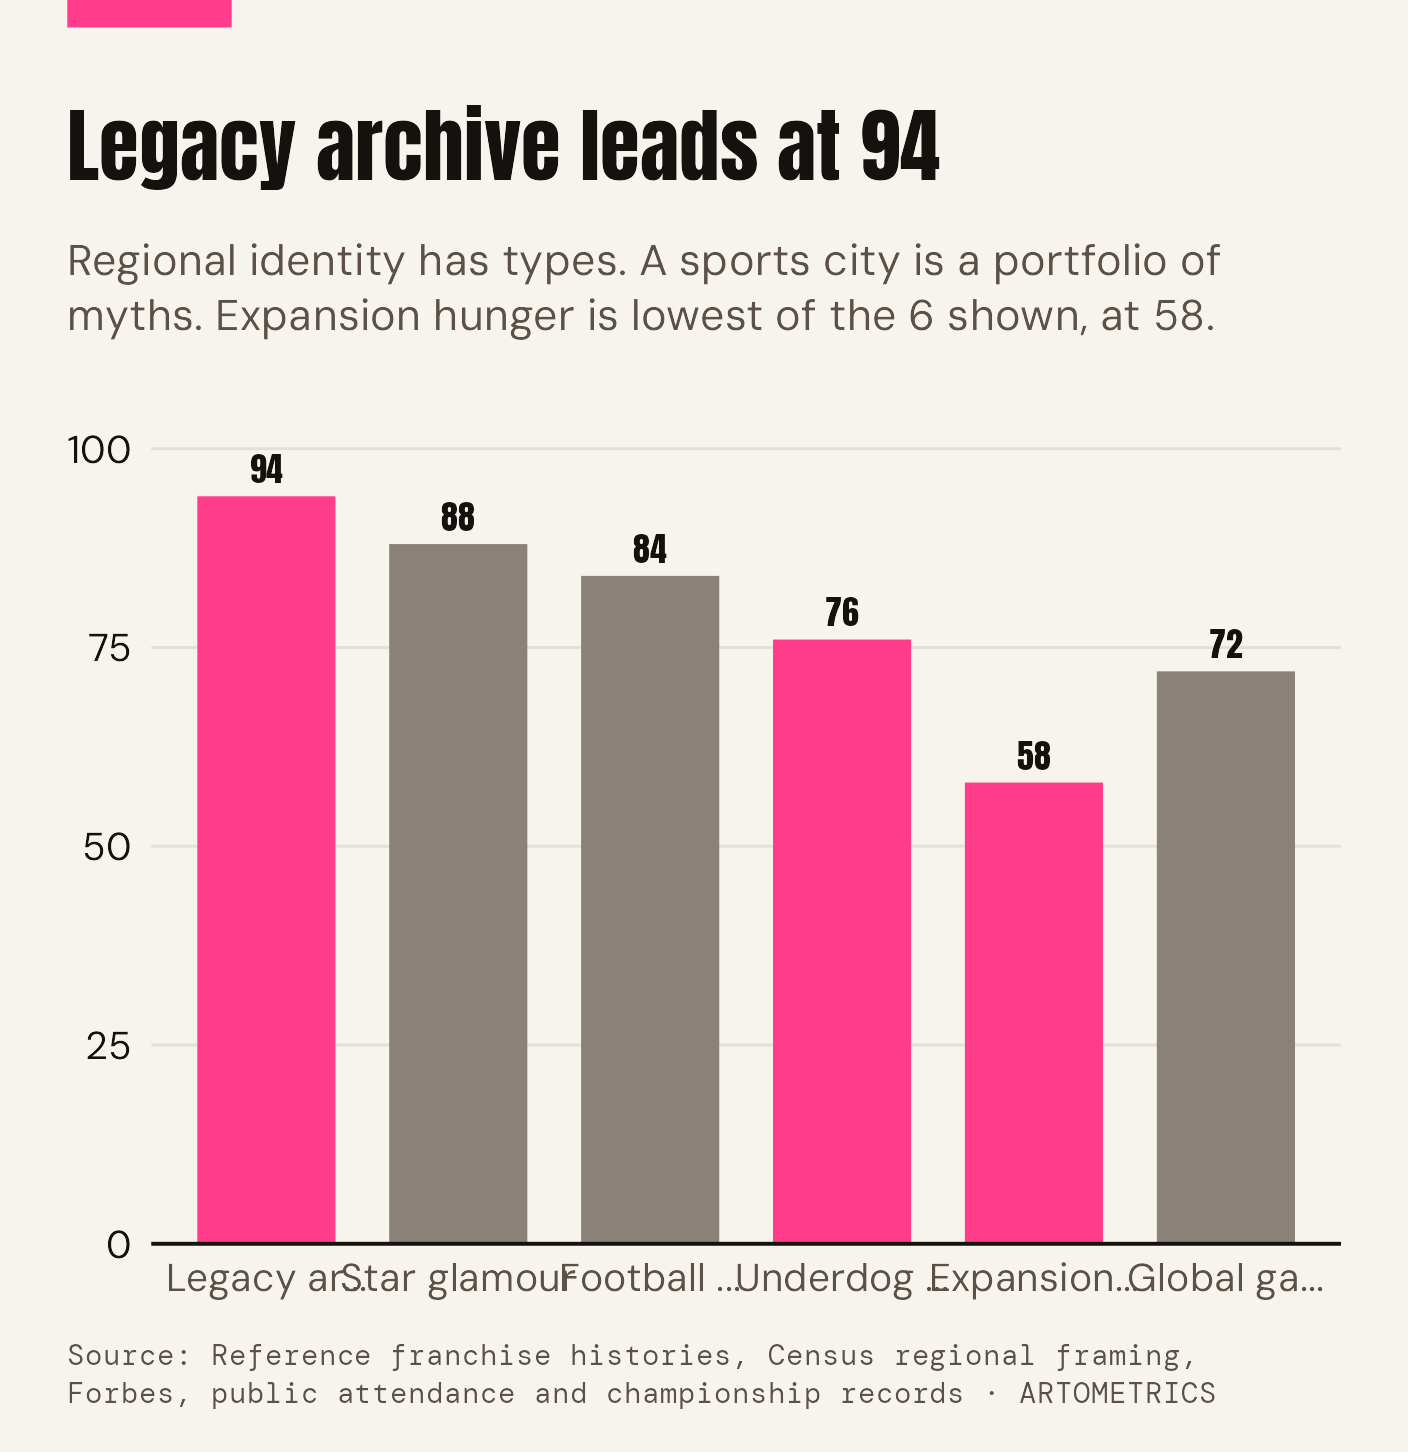 Legacy archive leads at 94
Regional identity has types. A sports city is a portfolio of
myths. Expansion hunger is lowest of the 6 shown, at 58.
100
75
50
25
0
94
88
84
76
58
72
Legacy ar...
Star glamour
Football ...
Underdog ...
Expansion...
Global ga...
Source: Reference franchise histories, Census regional framing,
Forbes, public attendance and championship records · ARTOMETRICS